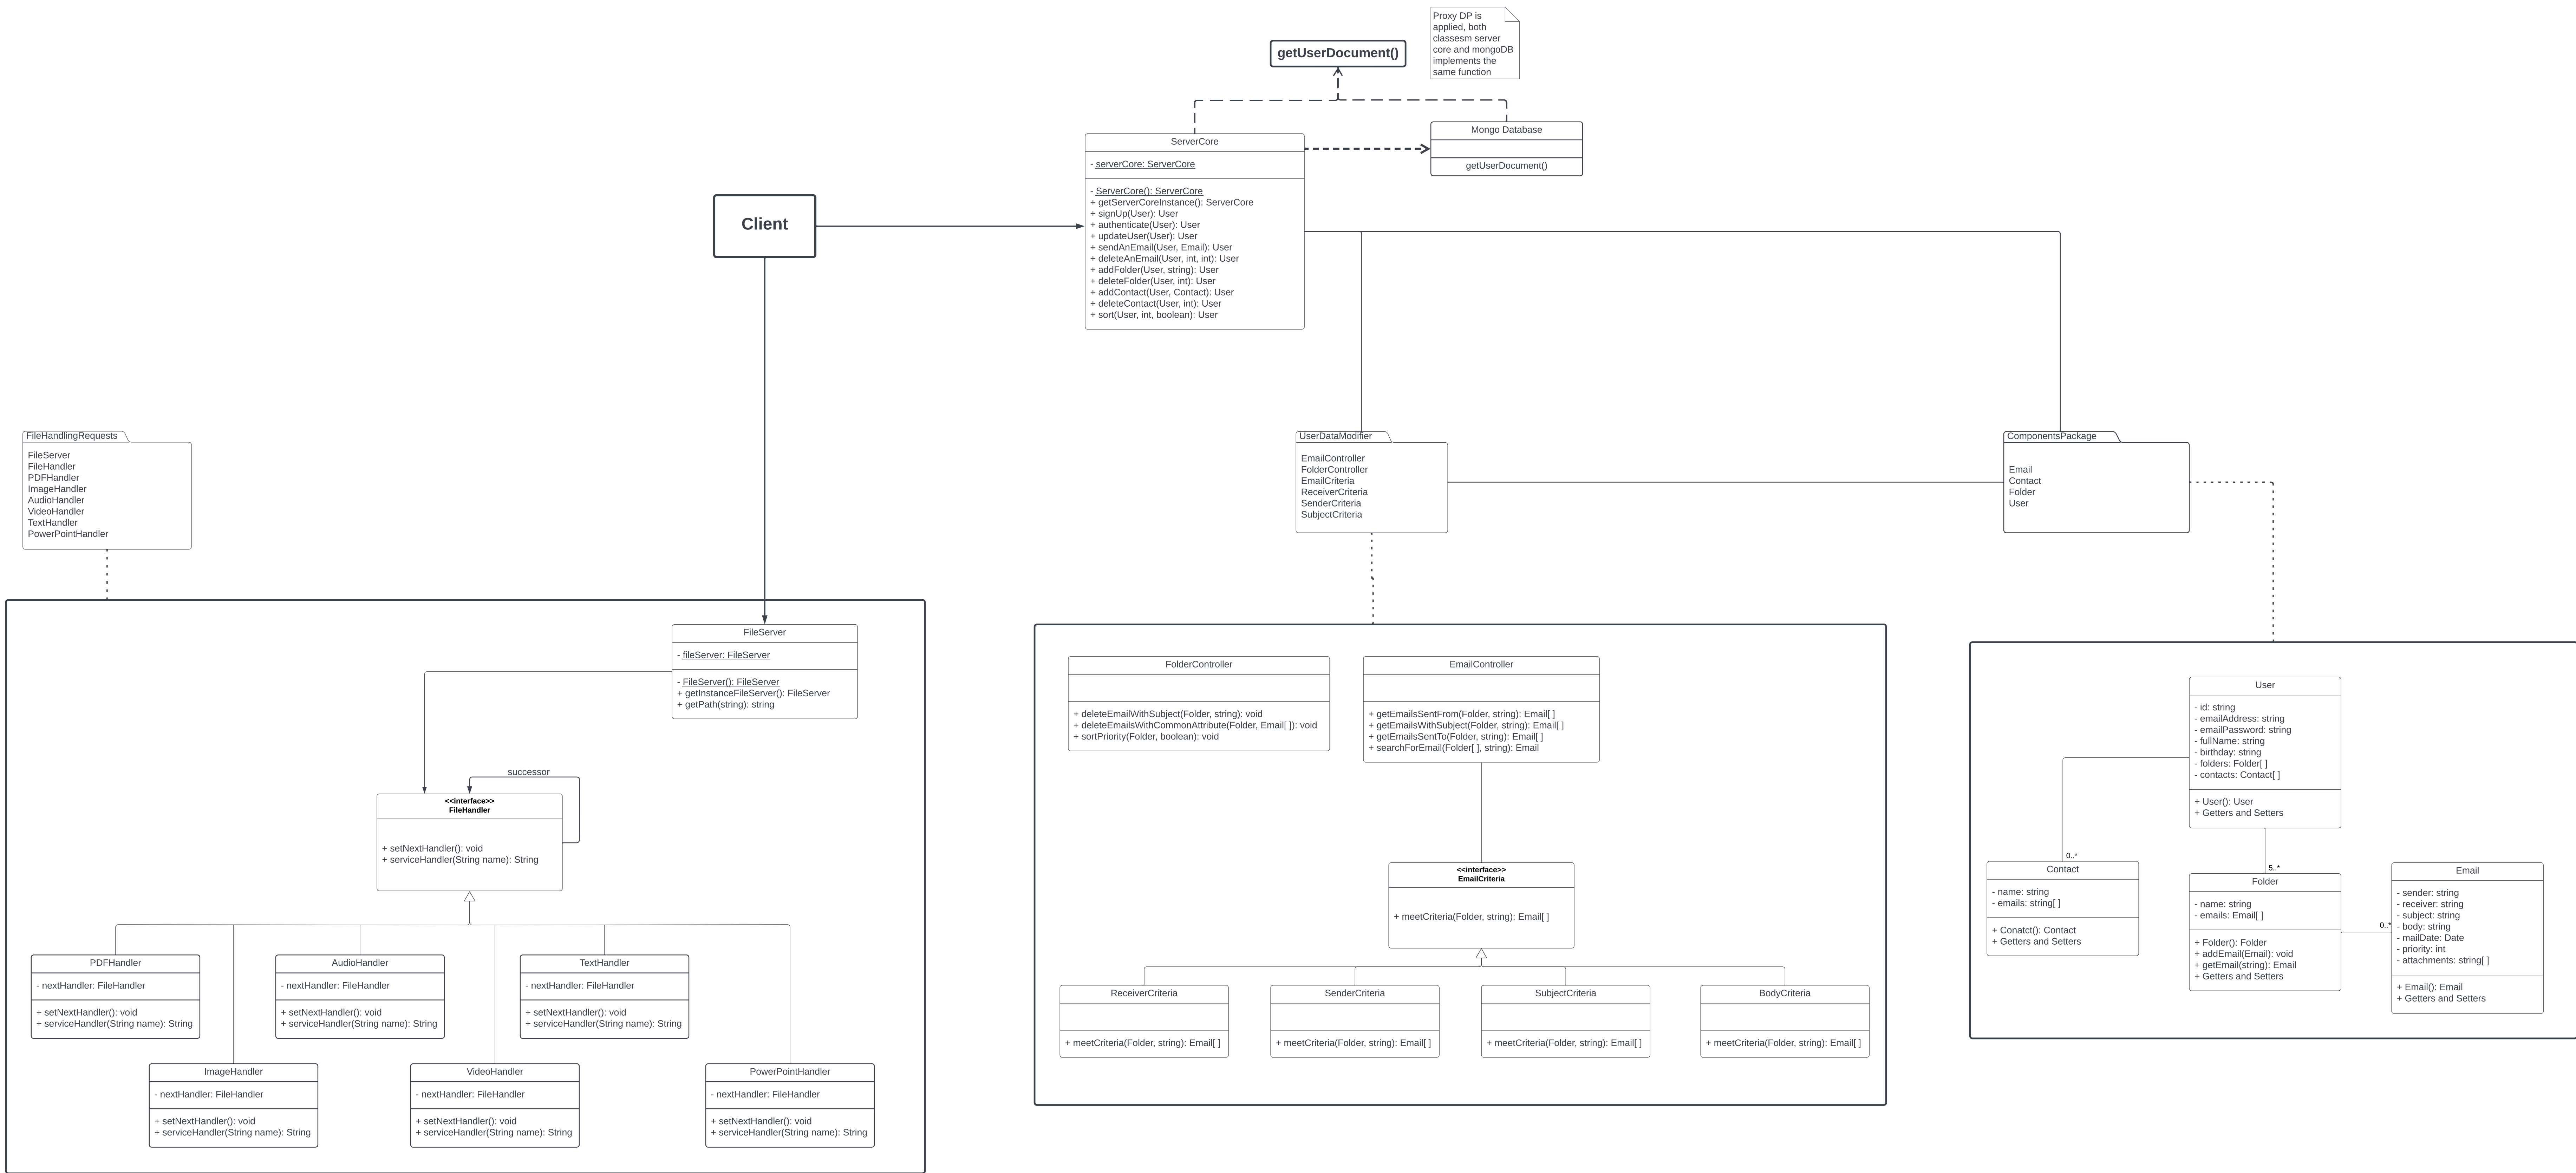 Proxy DP is
applied, both
classesm server
core and mongoDB
implements the
same function
getUserDocument()
Mongo Database
getUserDocument()
ServerCore
- serverCore: ServerCore
- ServerCore(): ServerCore
+ getServerCoreInstance(): ServerCore
+ signUp(User): User
+ authenticate(User): User
+ updateUser(User): User
+ sendAnEmail(User, Email): User
+ deleteAnEmail(User, int, int): User
+ addFolder(User, string): User
+ deleteFolder(User, int): User
+ addContact(User, Contact): User
+ deleteContact(User, int): User
+ sort(User, int, boolean): User
Client
FileHandlingRequests
FileServer
FileHandler
PDFHandler
ImageHandler
AudioHandler
VideoHandler
TextHandler
PowerPointHandler
UserDataModifier
EmailController
FolderController
EmailCriteria
ReceiverCriteria
SenderCriteria
SubjectCriteria
ComponentsPackage
Email
Contact
Folder
User
FileServer
- fileServer: FileServer
- FileServer(): FileServer
+ getInstanceFileServer(): FileServer
+ getPath(string): string
successor
<<interface>>
FileHandler
+ setNextHandler(): void
+ serviceHandler(String name): String
PDFHandler
- nextHandler: FileHandler
+ setNextHandler(): void
+ serviceHandler(String name): String
AudioHandler
- nextHandler: FileHandler
+ setNextHandler(): void
+ serviceHandler(String name): String
TextHandler
- nextHandler: FileHandler
+ setNextHandler(): void
+ serviceHandler(String name): String
ImageHandler
- nextHandler: FileHandler
+ setNextHandler(): void
+ serviceHandler(String name): String
VideoHandler
- nextHandler: FileHandler
+ setNextHandler(): void
+ serviceHandler(String name): String
PowerPointHandler
- nextHandler: FileHandler
+ setNextHandler(): void
+ serviceHandler(String name): String
FolderController
+ deleteEmailWithSubject(Folder, string): void
+ deleteEmailsWithCommonAttribute(Folder, Email[ ]): void
+ sortPriority(Folder, boolean): void
EmailController
+ getEmailsSentFrom(Folder, string): Email[ ]
+ getEmailsWithSubject(Folder, string): Email[ ]
+ getEmailsSentTo(Folder, string): Email[ ]
+ searchForEmail(Folder[ ], string): Email
<<interface>>
EmailCriteria
+ meetCriteria(Folder, string): Email[ ]
ReceiverCriteria
+ meetCriteria(Folder, string): Email[ ]
SenderCriteria
+ meetCriteria(Folder, string): Email[ ]
SubjectCriteria
+ meetCriteria(Folder, string): Email[ ]
BodyCriteria
+ meetCriteria(Folder, string): Email[ ]
User
- id: string
- emailAddress: string
- emailPassword: string
- fullName: string
- birthday: string
- folders: Folder[ ]
- contacts: Contact[ ]
+ User(): User
+ Getters and Setters
0..*
Contact
- name: string
- emails: string[ ]
+ Conatct(): Contact
+ Getters and Setters
5..*
Folder
- name: string
- emails: Email[ ]
+ Folder(): Folder
+ addEmail(Email): void
+ getEmail(string): Email
+ Getters and Setters
0..*
Email
- sender: string
- receiver: string
- subject: string
- body: string
- mailDate: Date
- priority: int
- attachments: string[ ]
+ Email(): Email
+ Getters and Setters